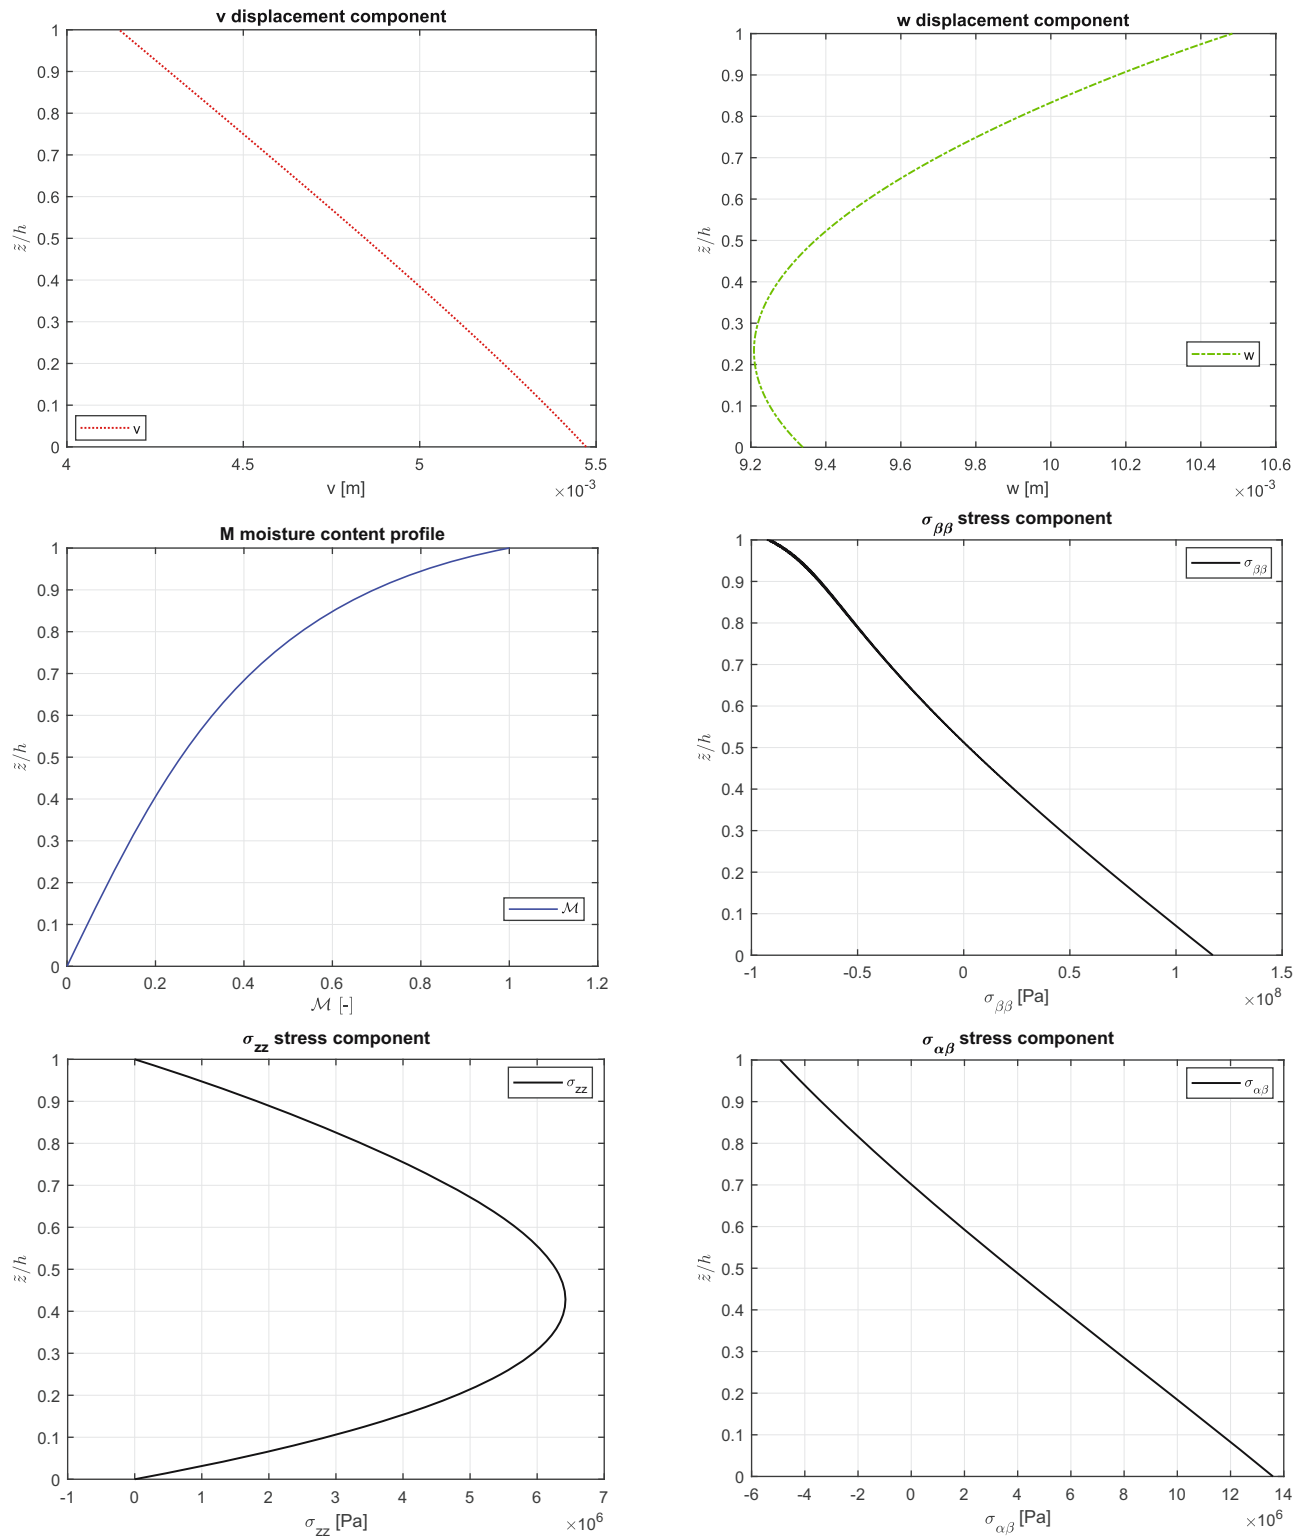 v displacement component
1
0.9
0.8
0.7
0.6
0.5
0.4
0.3
0.2
0.1
0
z̃/h
v
4 4.5 5 5.5
v [m] ×10⁻³
w displacement component
1
0.9
0.8
0.7
0.6
0.5
0.4
0.3
0.2
0.1
0
z̃/h
w
9.2 9.4 9.6 9.8 10 10.2 10.4 10.6
w [m] ×10⁻³
M moisture content profile
1
0.9
0.8
0.7
0.6
0.5
0.4
0.3
0.2
0.1
0
z̃/h
ℳ
0 0.2 0.4 0.6 0.8 1 1.2
ℳ [-]
σββ stress component
1
0.9
0.8
0.7
0.6
0.5
0.4
0.3
0.2
0.1
0
z̃/h
σββ
-1 -0.5 0 0.5 1 1.5
σββ [Pa] ×10⁸
σzz stress component
1
0.9
0.8
0.7
0.6
0.5
0.4
0.3
0.2
0.1
0
z̃/h
σzz
-1 0 1 2 3 4 5 6 7
σzz [Pa] ×10⁶
σαβ stress component
1
0.9
0.8
0.7
0.6
0.5
0.4
0.3
0.2
0.1
0
z̃/h
σαβ
-6 -4 -2 0 2 4 6 8 10 12 14
σαβ [Pa] ×10⁶